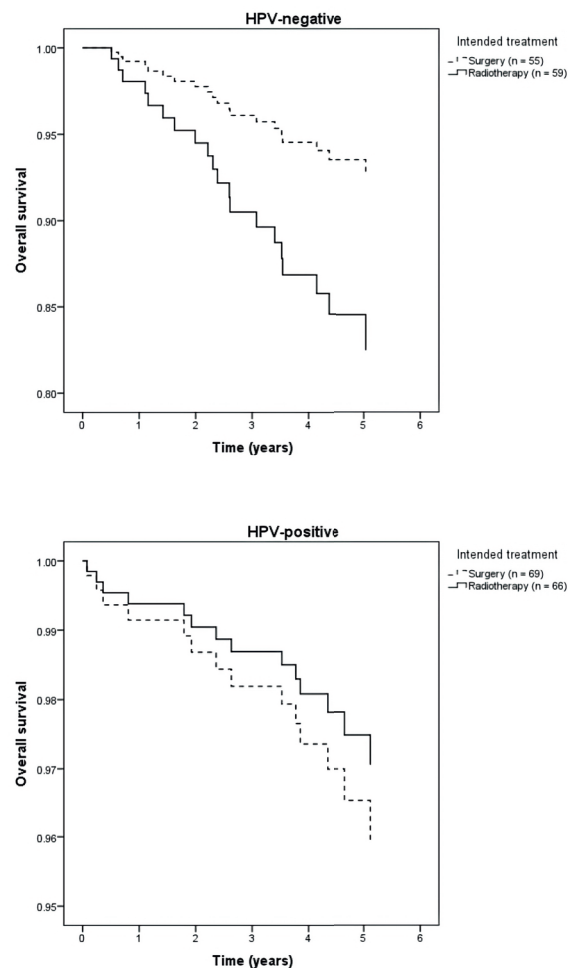 HPV-negative
Intended treatment
Surgery (n = 55)
Radiotherapy (n = 59)
1.00
0.95
0.90
0.85
0.80
Overall survival
0 1 2 3 4 5 6
Time (years)
HPV-positive
Intended treatment
Surgery (n = 69)
Radiotherapy (n = 66)
1.00
0.99
0.98
0.97
0.96
0.95
Overall survival
0 1 2 3 4 5 6
Time (years)